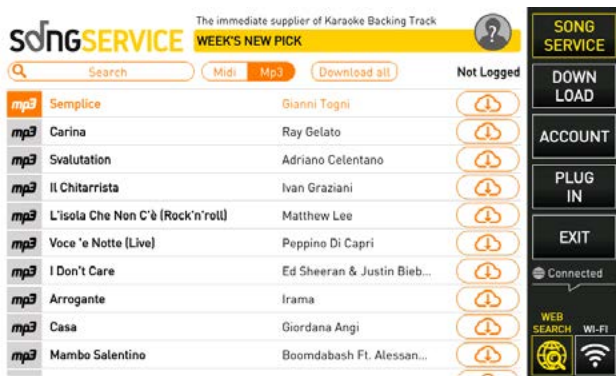 The immediate supplier of Karaoke Backing Track
SONGSERVICE
WEEK'S NEW PICK
?
Search
Midi
Mp3
Download all
Not Logged
mp3 Semplice Gianni Togni
mp3 Carina Ray Gelato
mp3 Svalutation Adriano Celentano
mp3 Il Chitarrista Ivan Graziani
mp3 L'isola Che Non C'è (Rock'n'roll) Matthew Lee
mp3 Voce 'e Notte (Live) Peppino Di Capri
mp3 I Don't Care Ed Sheeran & Justin Bieb...
mp3 Arrogante Irama
mp3 Casa Giordana Angi
mp3 Mambo Salentino Boomdabash Ft. Alessan...
SONG
SERVICE
DOWN
LOAD
ACCOUNT
PLUG
IN
EXIT
Connected
WEB
SEARCH
WI-FI